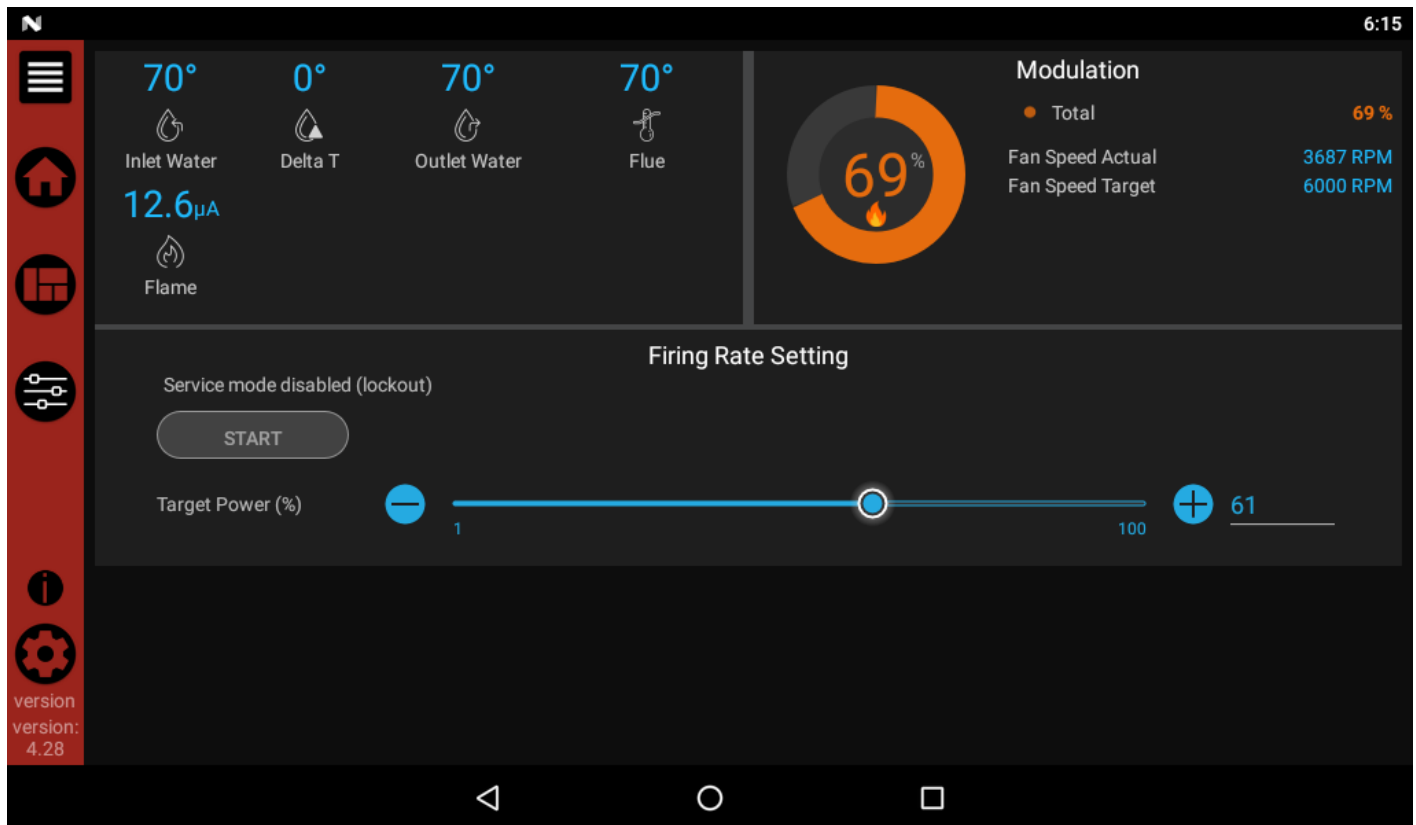 6:15
70° 0° 70° 70°
Inlet Water Delta T Outlet Water Flue
12.6µA
Flame
Modulation
69%
Total 69 %
Fan Speed Actual 3687 RPM
Fan Speed Target 6000 RPM
Firing Rate Setting
Service mode disabled (lockout)
START
Target Power (%) 61
1 100
version
version:
4.28